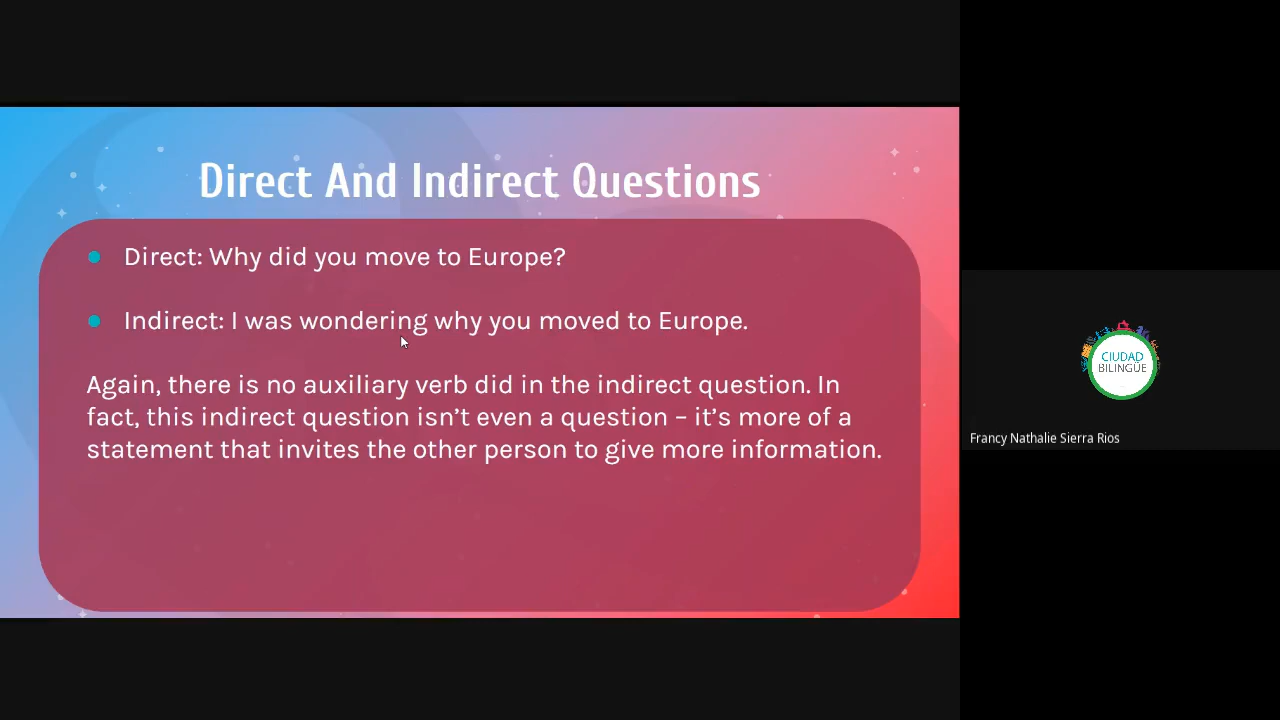 Direct And Indirect Questions
Direct: Why did you move to Europe?
Indirect: I was wondering why you moved to Europe.
Again, there is no auxiliary verb did in the indirect question. In
fact, this indirect question isn’t even a question – it’s more of a
statement that invites the other person to give more information.
CIUDAD
BILINGÜE
Francy Nathalie Sierra Rios